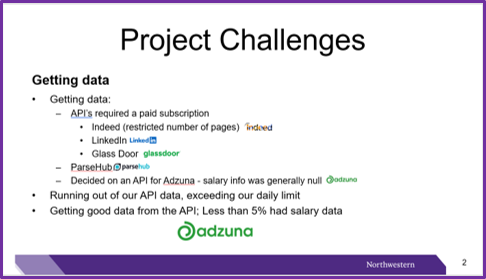 Project Challenges
Getting data
• Getting data:
– API's required a paid subscription
• Indeed (restricted number of pages) indeed
• LinkedIn Linked in
• Glass Door glassdoor
– ParseHub parsehub
– Decided on an API for Adzuna - salary info was generally null adzuna
• Running out of our API data, exceeding our daily limit
• Getting good data from the API; Less than 5% had salary data
adzuna
Northwestern 2